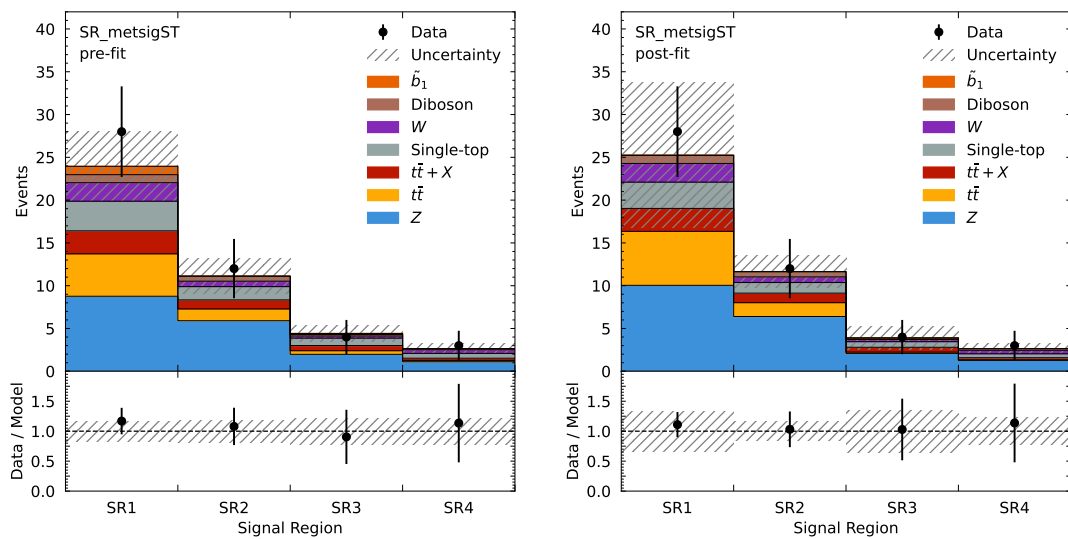 SR_metsigST
pre-fit
Data
Uncertainty
b̃₁
Diboson
W
Single-top
tt̄ + X
tt̄
Z
Events
40
35
30
25
20
15
10
5
0
Data / Model
1.5
1.0
0.5
0.0
SR1 SR2 SR3 SR4
Signal Region
SR_metsigST
post-fit
Data
Uncertainty
b̃₁
Diboson
W
Single-top
tt̄ + X
tt̄
Z
Events
40
35
30
25
20
15
10
5
0
Data / Model
1.5
1.0
0.5
0.0
SR1 SR2 SR3 SR4
Signal Region